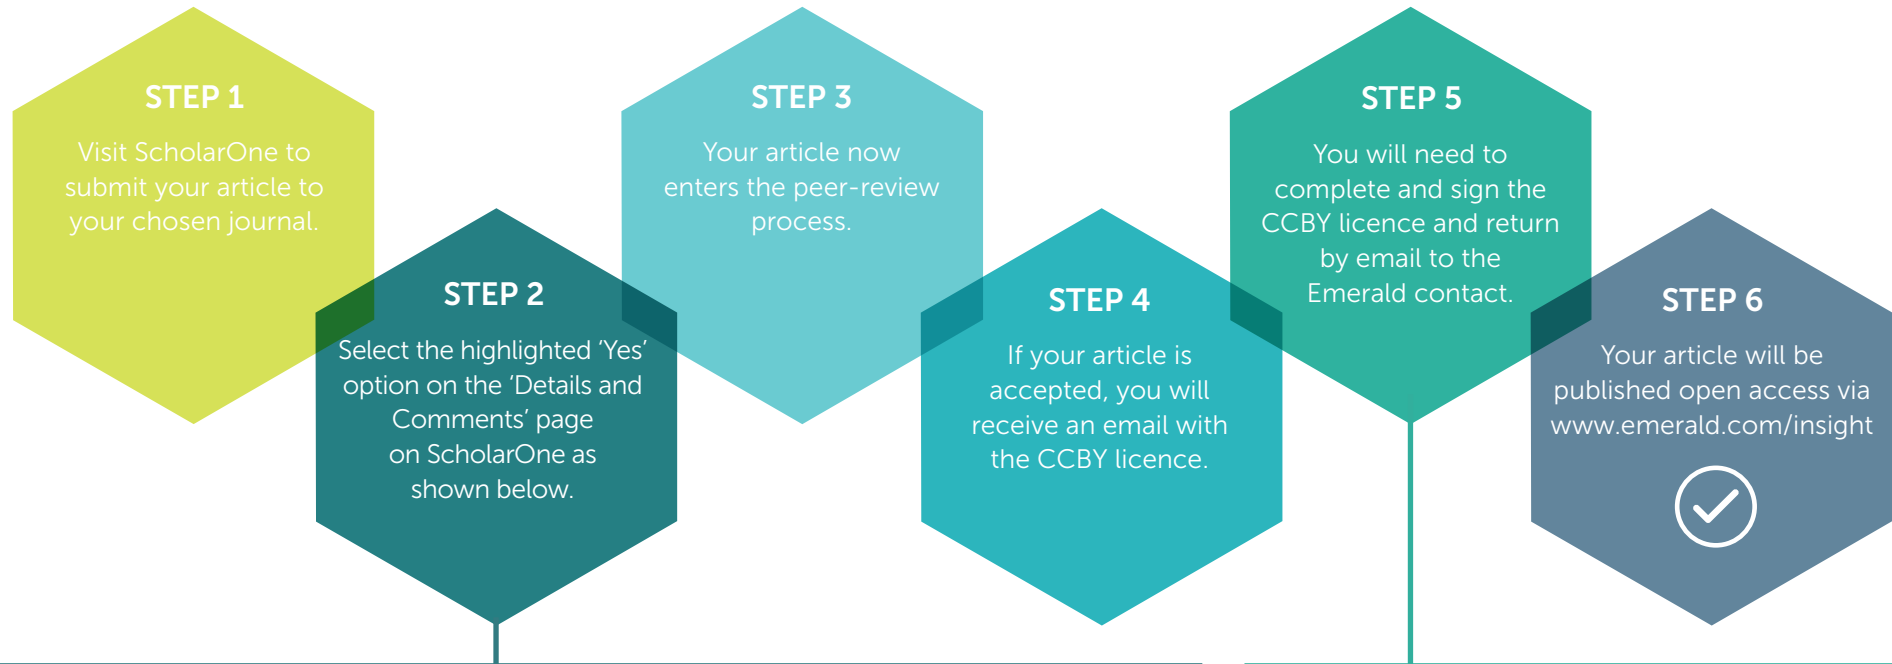 STEP 1
Visit ScholarOne to
submit your article to
your chosen journal.
STEP 2
Select the highlighted ‘Yes’
option on the ‘Details and
Comments’ page
on ScholarOne as
shown below.
STEP 3
Your article now
enters the peer-review
process.
STEP 4
If your article is
accepted, you will
receive an email with
the CCBY licence.
STEP 5
You will need to
complete and sign the
CCBY licence and return
by email to the
Emerald contact.
STEP 6
Your article will be
published open access via
www.emerald.com/insight